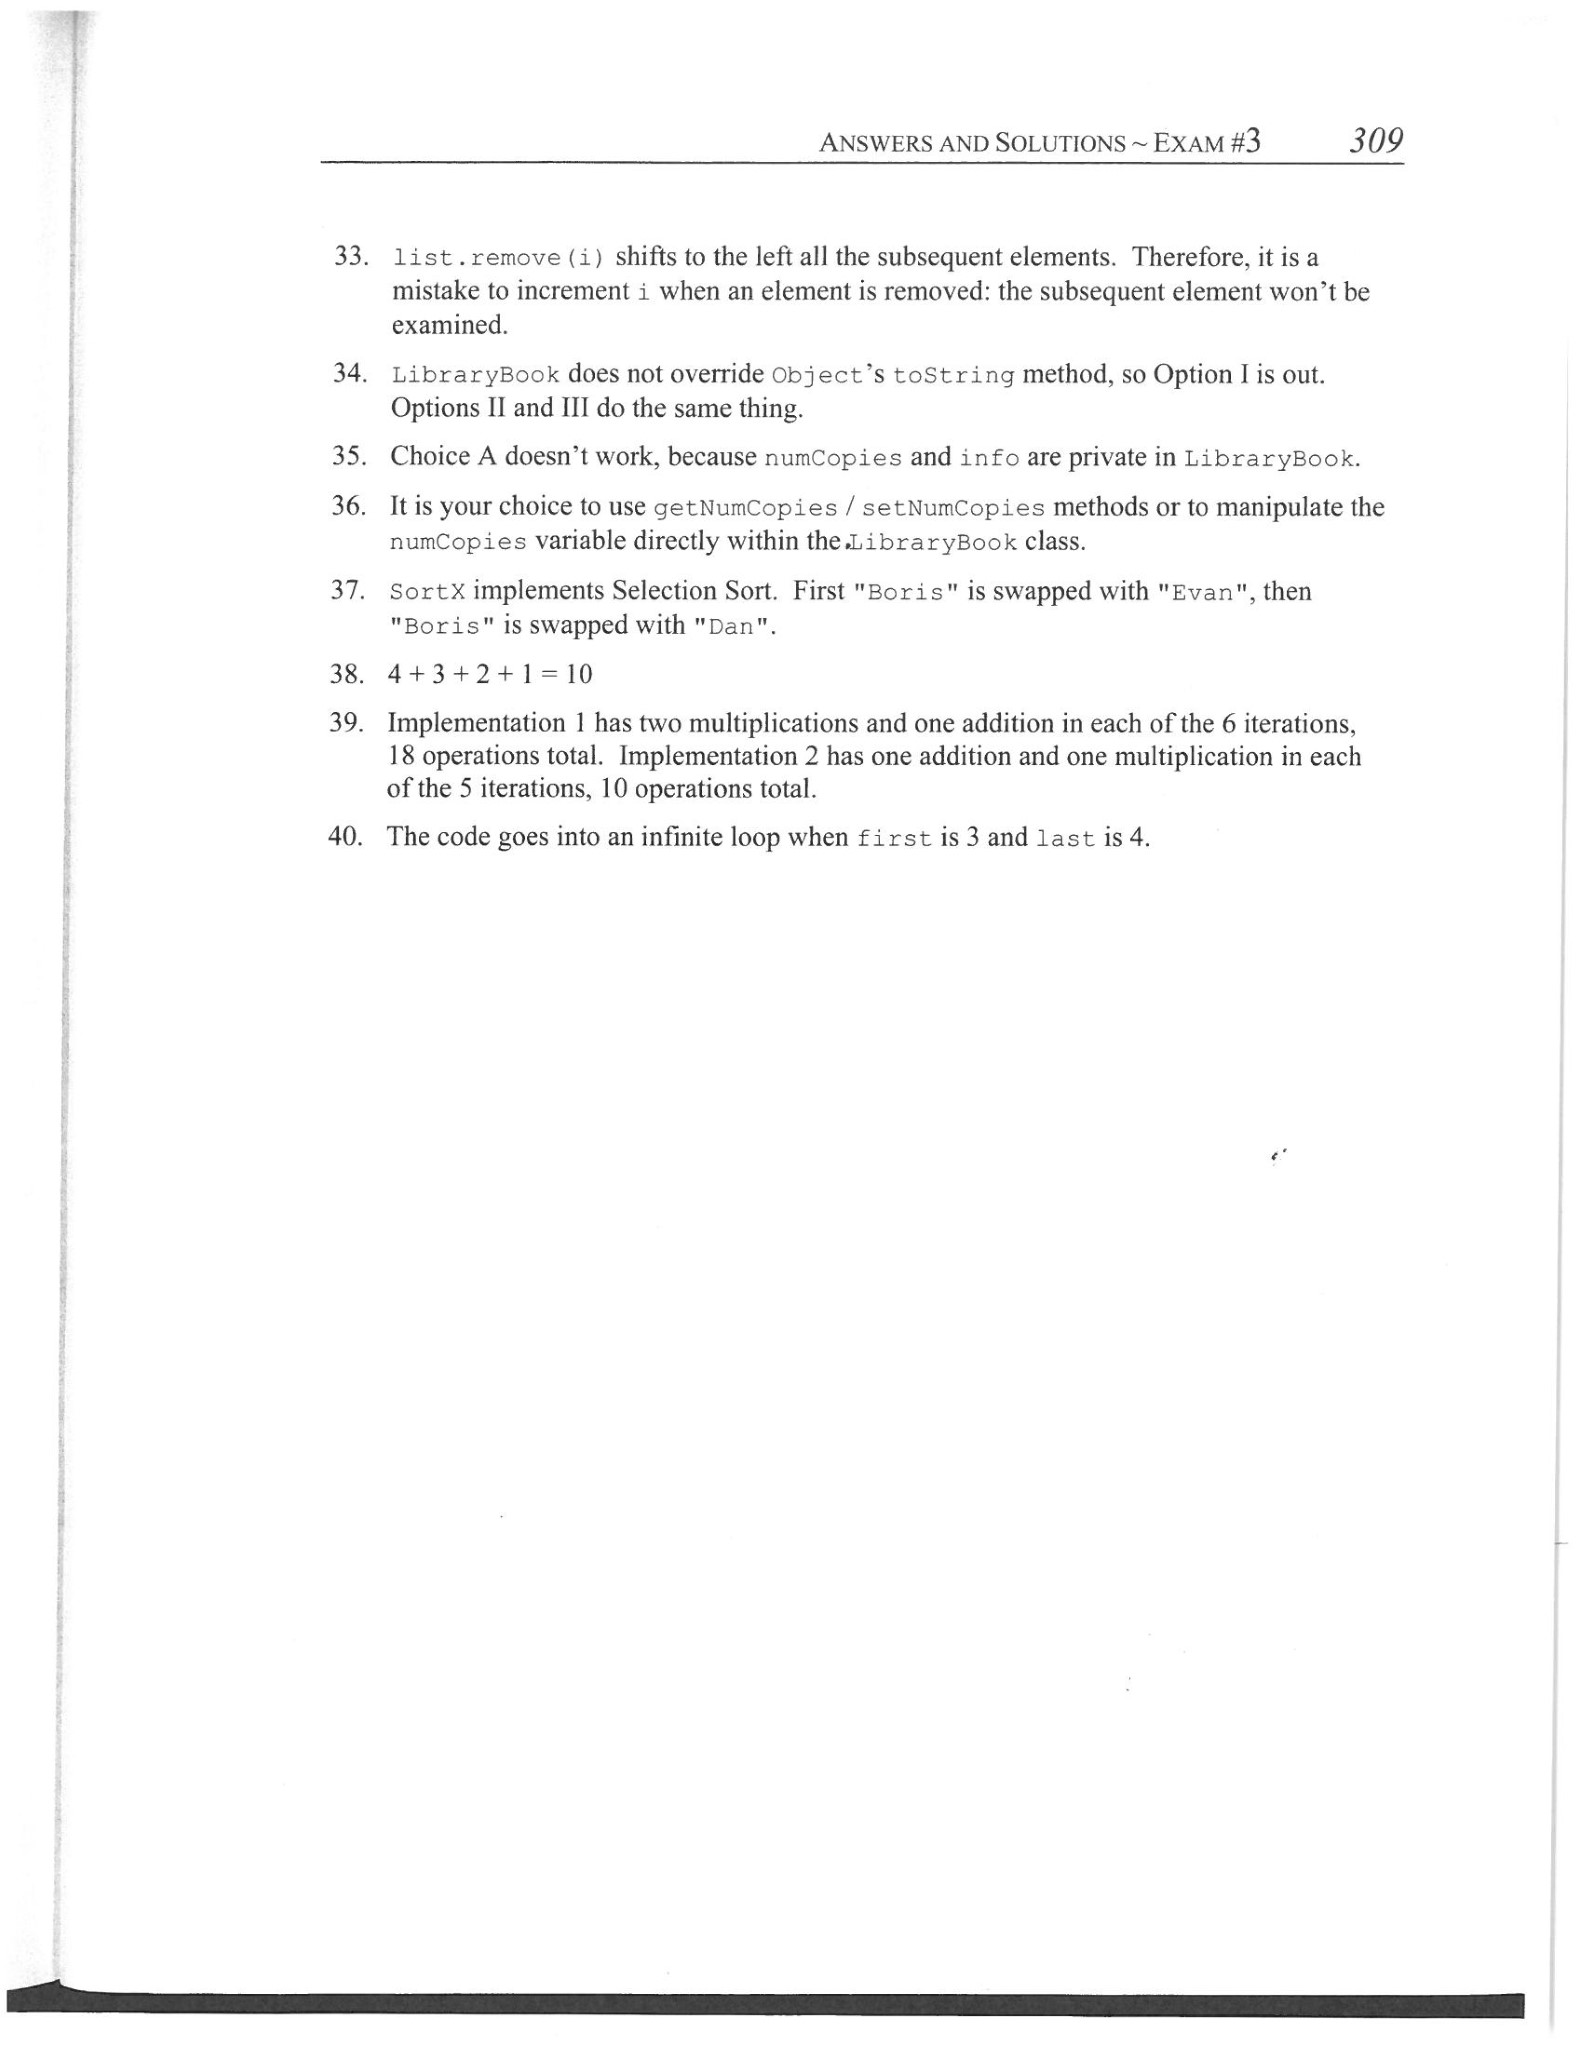 ANSWERS AND SOLUTIONS ~ EXAM #3 309
33. list.remove(i) shifts to the left all the subsequent elements. Therefore, it is a
mistake to increment i when an element is removed: the subsequent element won't be
examined.
34. LibraryBook does not override Object's toString method, so Option I is out.
Options II and III do the same thing.
35. Choice A doesn't work, because numCopies and info are private in LibraryBook.
36. It is your choice to use getNumCopies / setNumCopies methods or to manipulate the
numCopies variable directly within the LibraryBook class.
37. SortX implements Selection Sort. First "Boris" is swapped with "Evan", then
"Boris" is swapped with "Dan".
38. 4 + 3 + 2 + 1 = 10
39. Implementation 1 has two multiplications and one addition in each of the 6 iterations,
18 operations total. Implementation 2 has one addition and one multiplication in each
of the 5 iterations, 10 operations total.
40. The code goes into an infinite loop when first is 3 and last is 4.